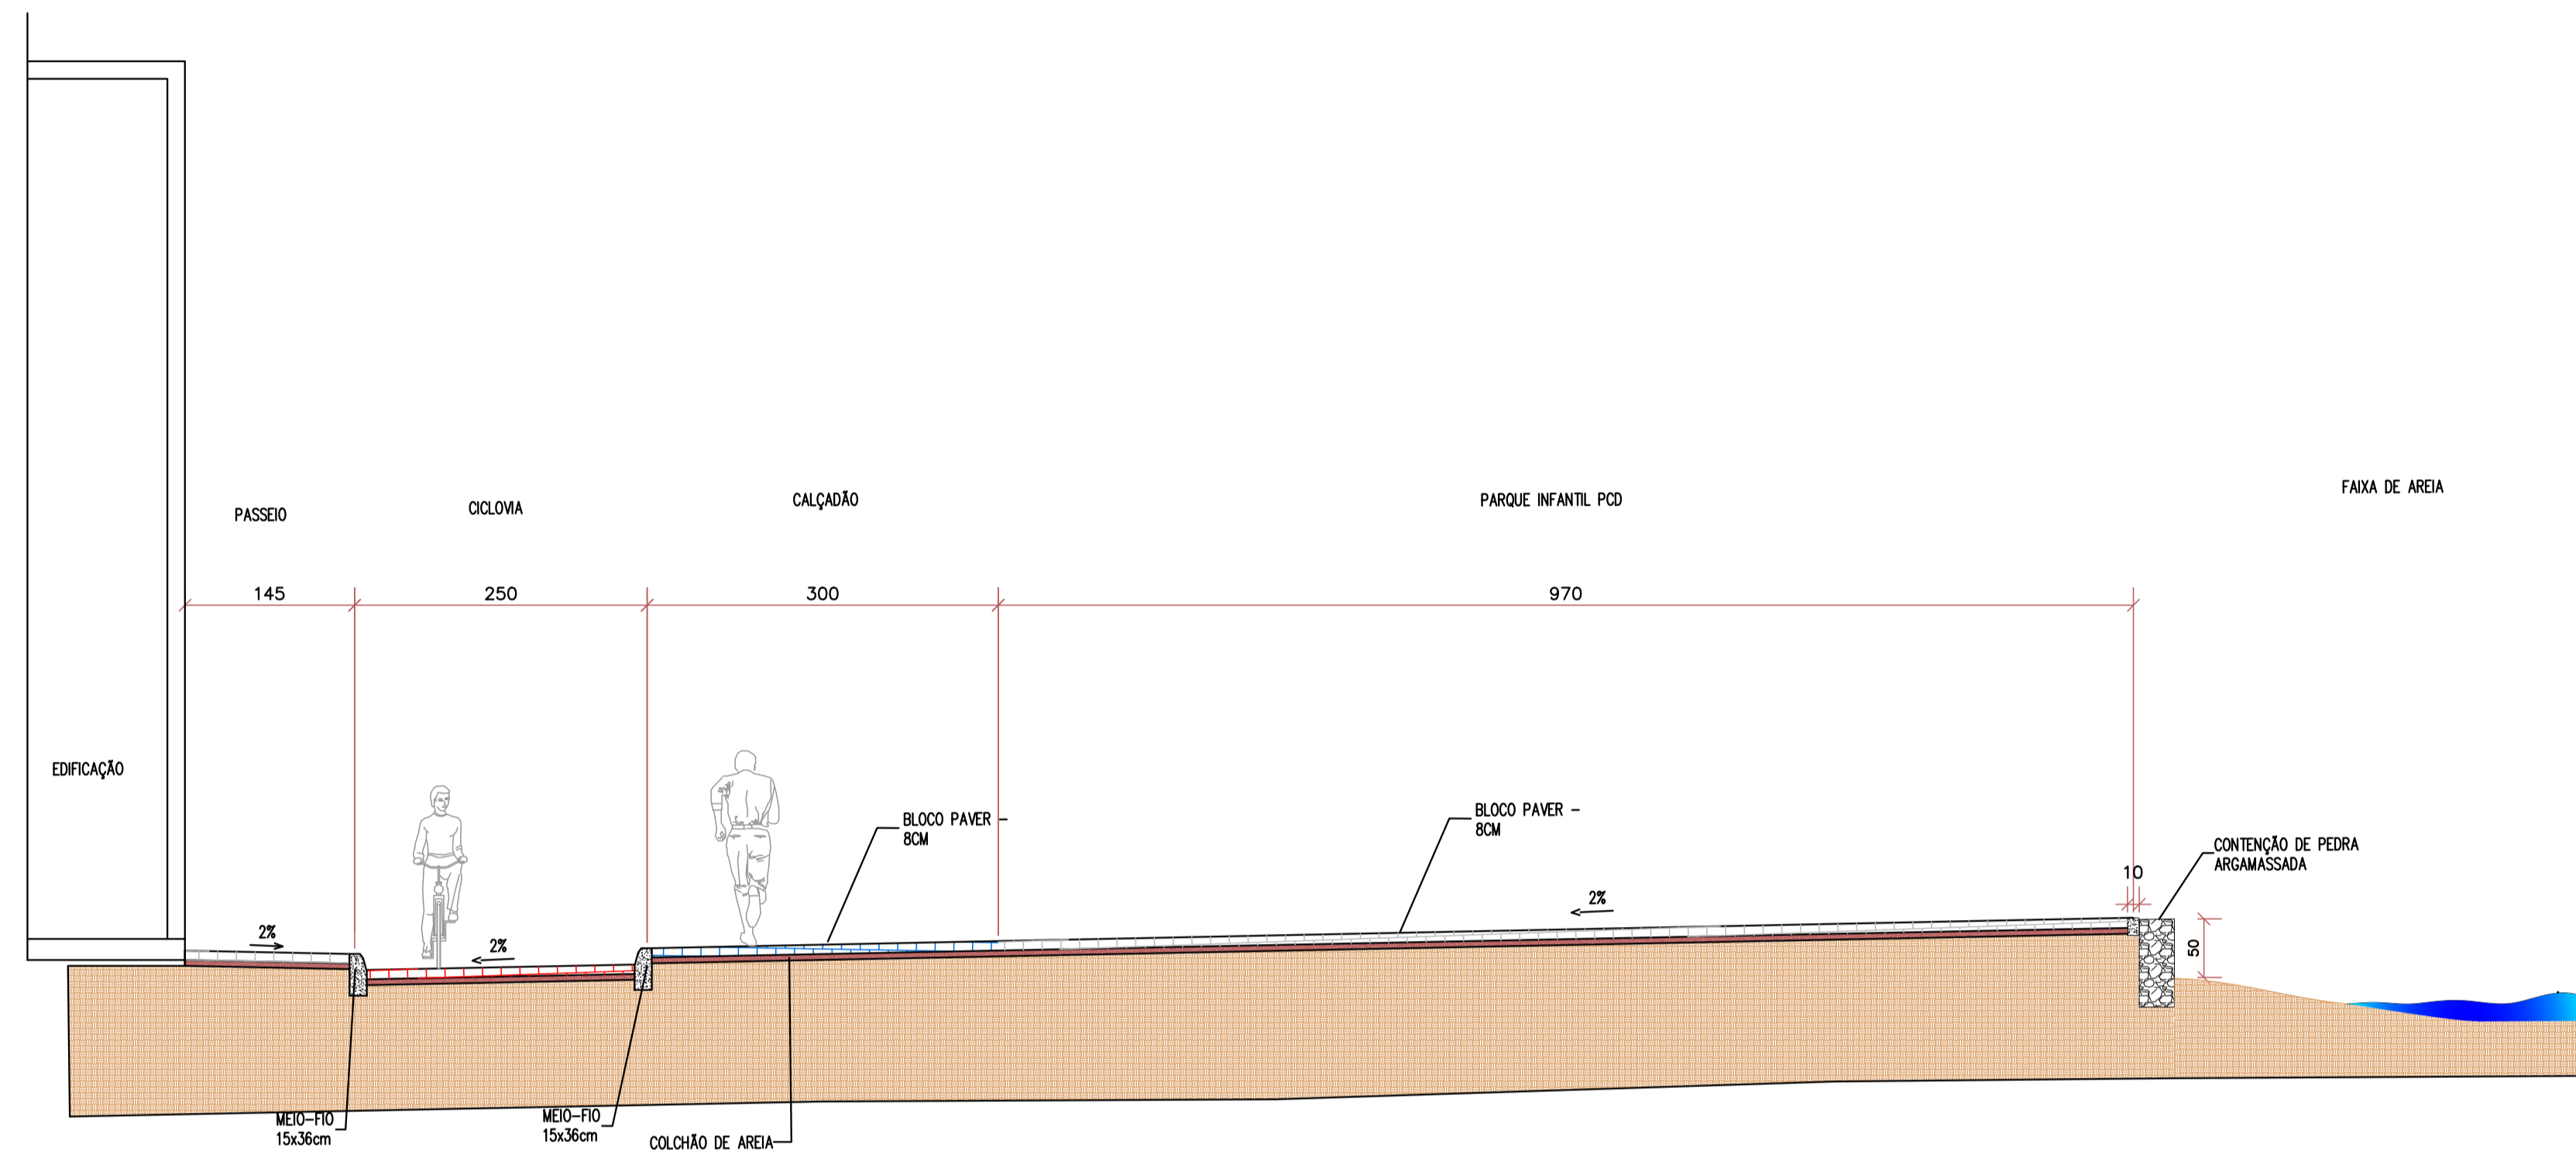 FAIXA DE AREIA
PASSEIO
CICLOVIA
CALÇADÃO
PARQUE INFANTIL PCD
145
250
300
970
EDIFICAÇÃO
BLOCO PAVER –
8CM
BLOCO PAVER –
8CM
CONTENÇÃO DE PEDRA
ARGAMASSADA
10
2%
2%
2%
50
MEIO-FIO
15x36cm
MEIO-FIO
15x36cm
COLCHÃO DE AREIA